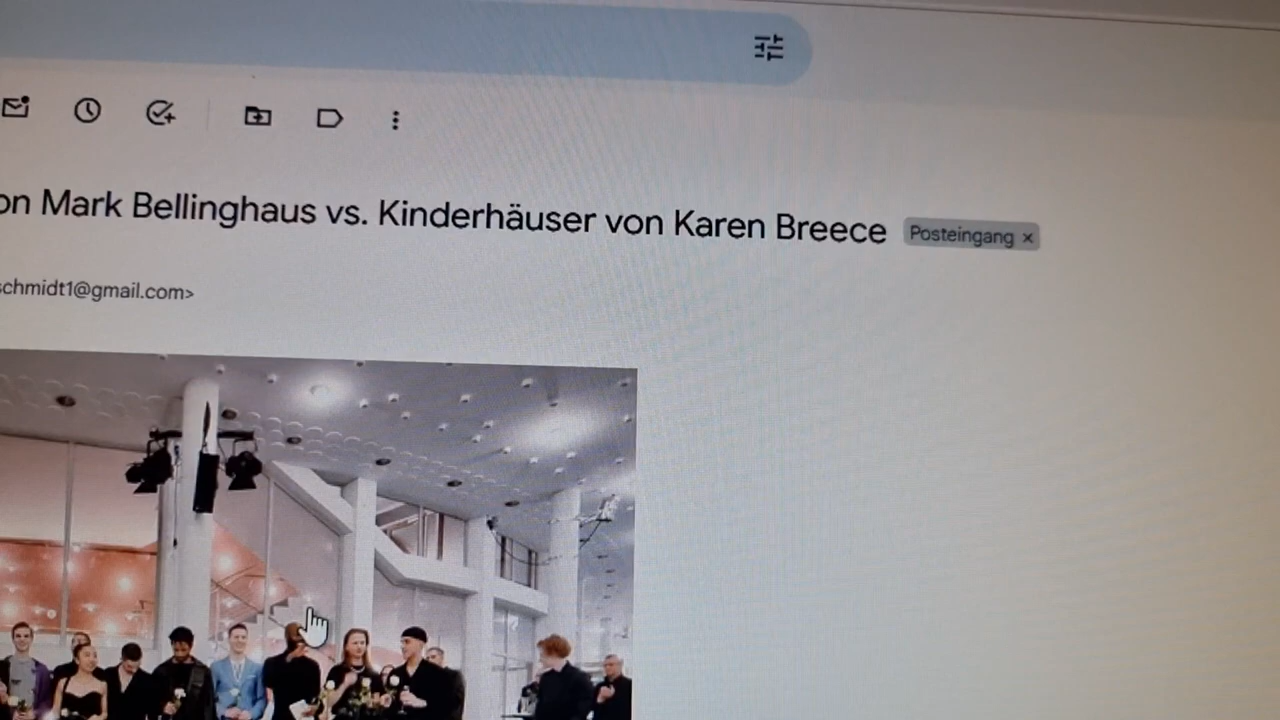 on Mark Bellinghaus vs. Kinderhäuser von Karen Breece
Posteingang ×
schmidt1@gmail.com>